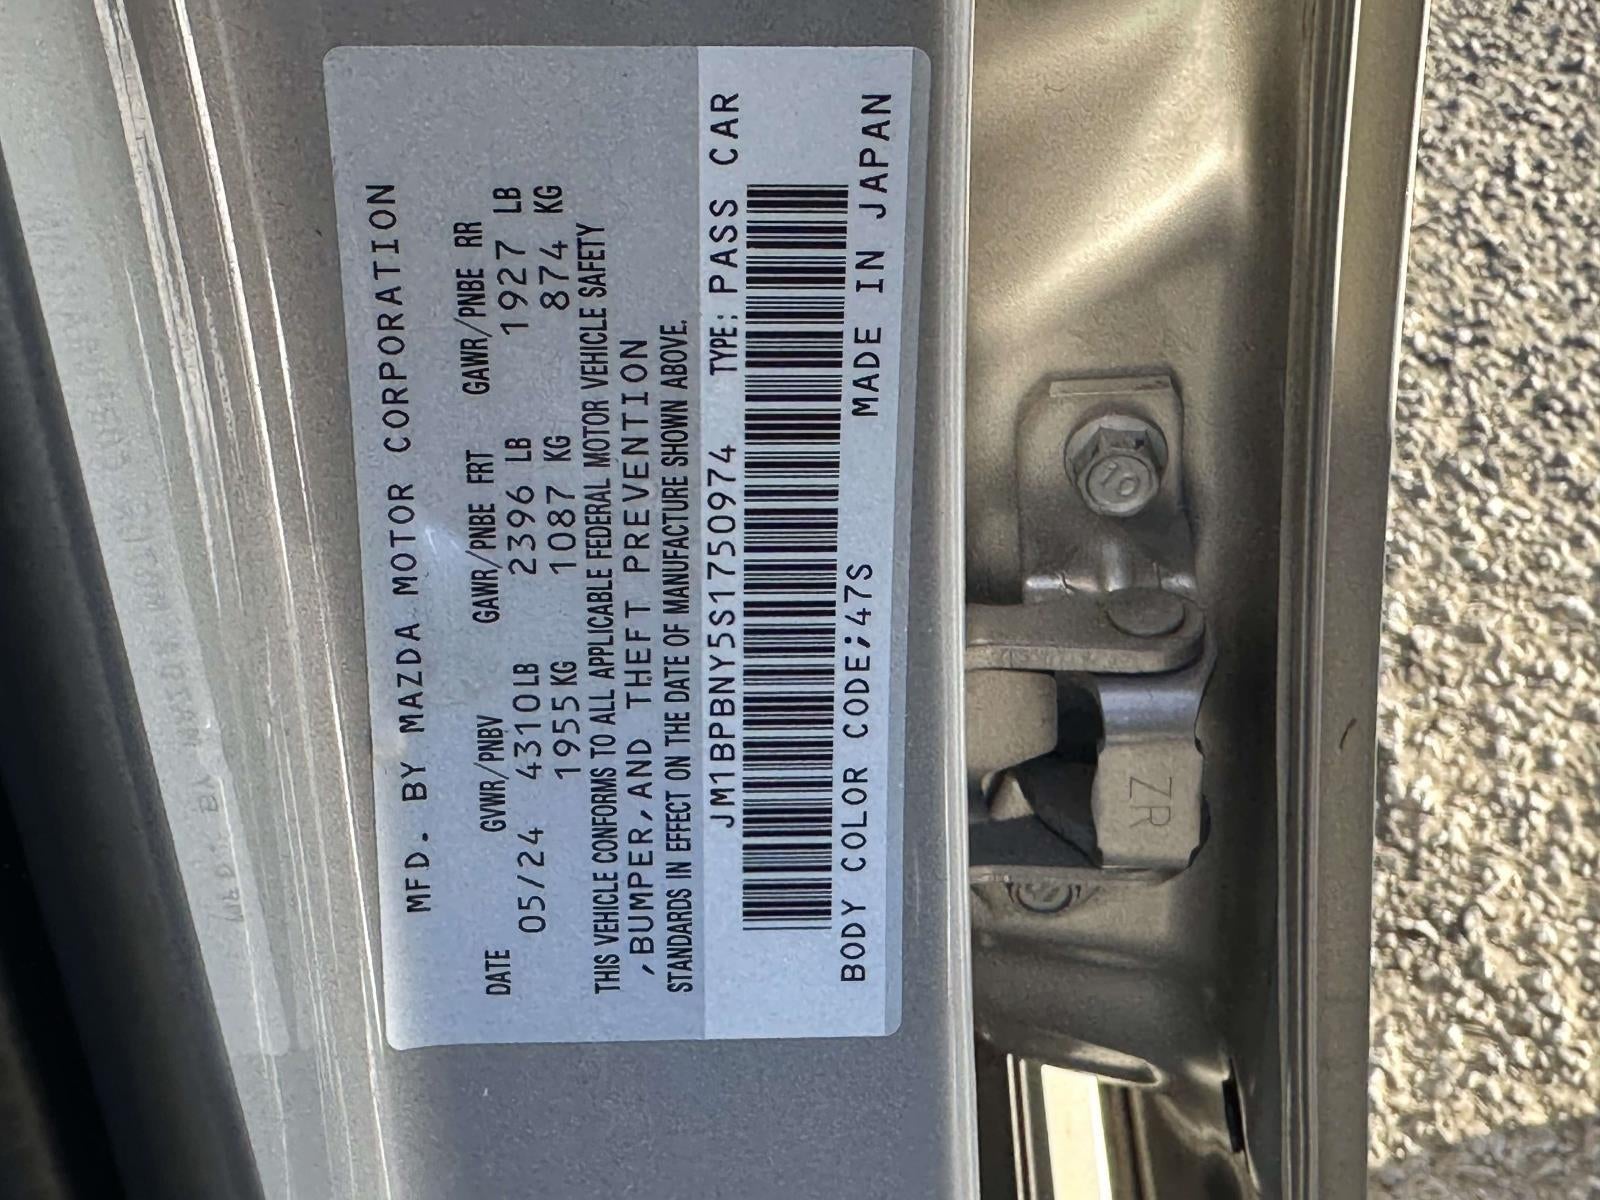 MFD. BY MAZDA MOTOR CORPORATION
DATE GVWR/PNBV GAWR/PNBE FRT GAWR/PNBE RR
05/24 4310LB 2396 LB 1927 LB
1955KG 1087 KG 874 KG
THIS VEHICLE CONFORMS TO ALL APPLICABLE FEDERAL MOTOR VEHICLE SAFETY
,BUMPER,AND THEFT PREVENTION
STANDARDS IN EFFECT ON THE DATE OF MANUFACTURE SHOWN ABOVE.
JM1BPBNY5S1750974 TYPE: PASS CAR
BODY COLOR CODE;47S MADE IN JAPAN
10
ZR